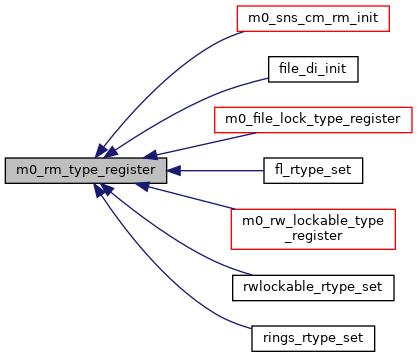 m0_sns_cm_rm_init
file_di_init
m0_file_lock_type_register
m0_rm_type_register
fl_rtype_set
m0_rw_lockable_type
_register
rwlockable_rtype_set
rings_rtype_set